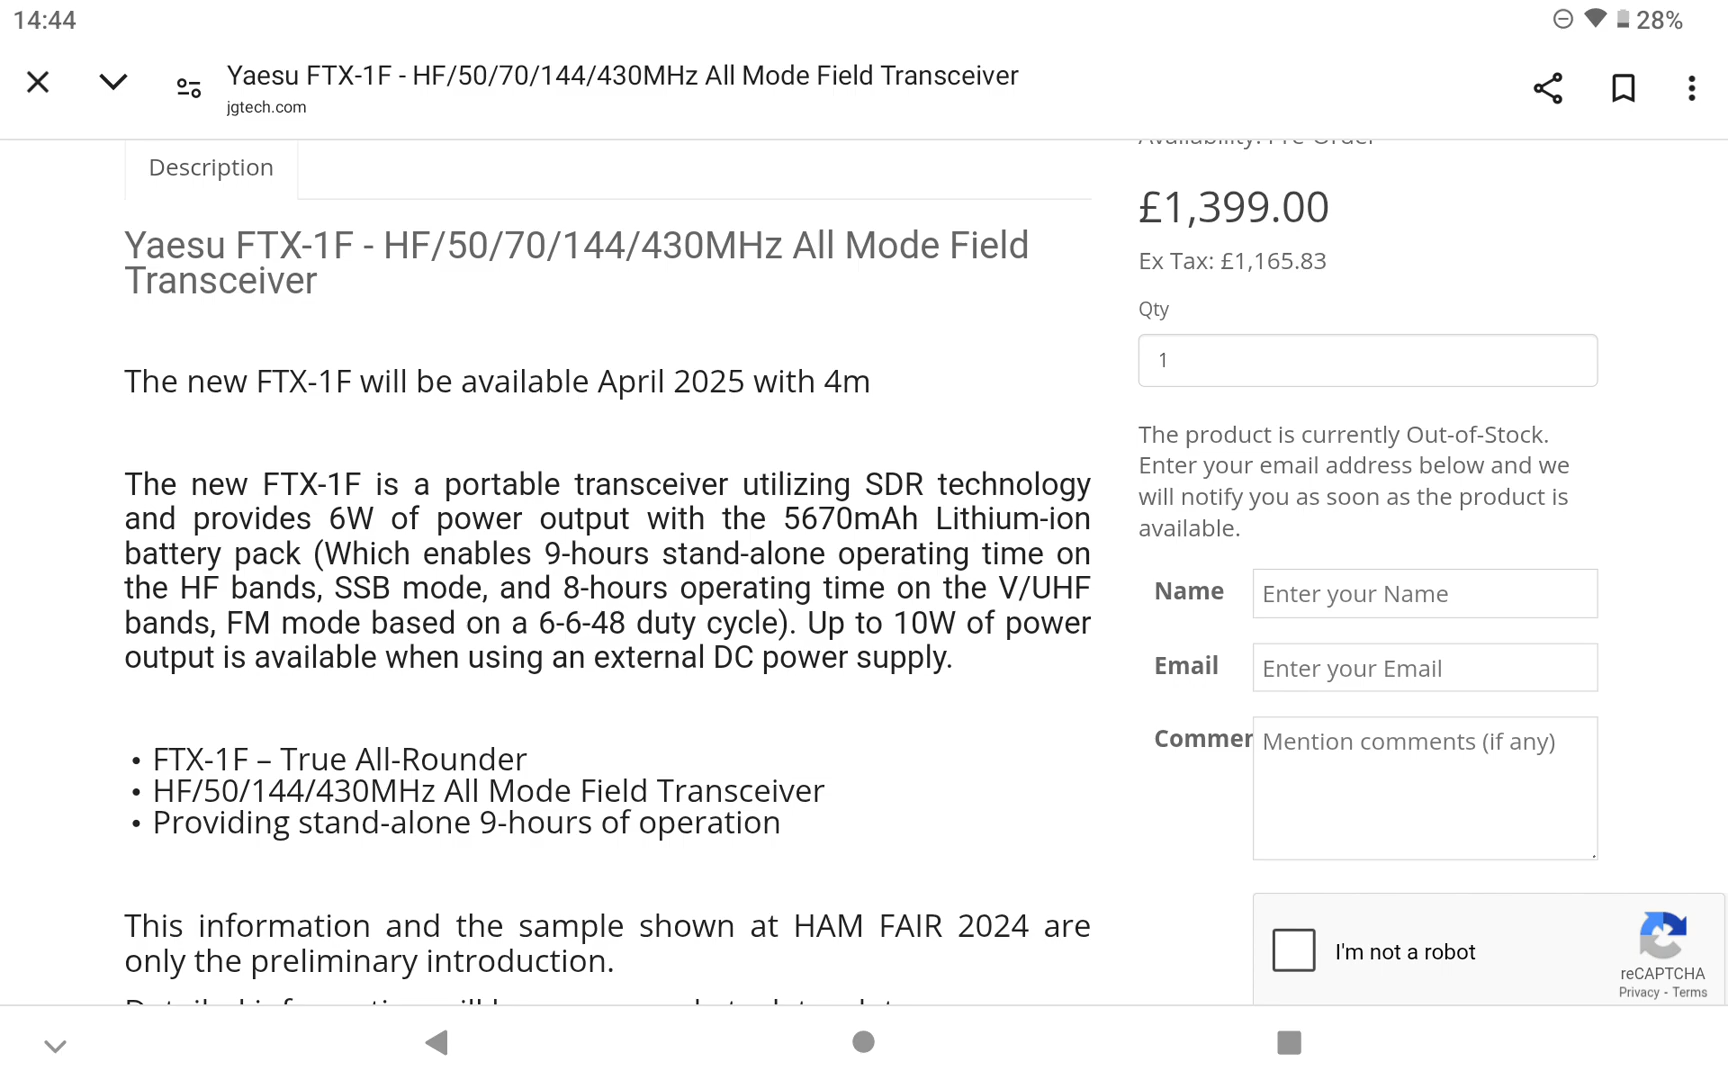 14:44
28%
Yaesu FTX-1F - HF/50/70/144/430MHz All Mode Field Transceiver
jgtech.com
Description
Yaesu FTX-1F - HF/50/70/144/430MHz All Mode Field
Transceiver
The new FTX-1F will be available April 2025 with 4m
The new FTX-1F is a portable transceiver utilizing SDR technology
and provides 6W of power output with the 5670mAh Lithium-ion
battery pack (Which enables 9-hours stand-alone operating time on
the HF bands, SSB mode, and 8-hours operating time on the V/UHF
bands, FM mode based on a 6-6-48 duty cycle). Up to 10W of power
output is available when using an external DC power supply.
• FTX-1F – True All-Rounder
• HF/50/144/430MHz All Mode Field Transceiver
• Providing stand-alone 9-hours of operation
This information and the sample shown at HAM FAIR 2024 are
only the preliminary introduction.
Availability: Pre-Order
£1,399.00
Ex Tax: £1,165.83
Qty
1
The product is currently Out-of-Stock.
Enter your email address below and we
will notify you as soon as the product is
available.
Name Enter your Name
Email Enter your Email
Commer Mention comments (if any)
I'm not a robot
reCAPTCHA
Privacy - Terms